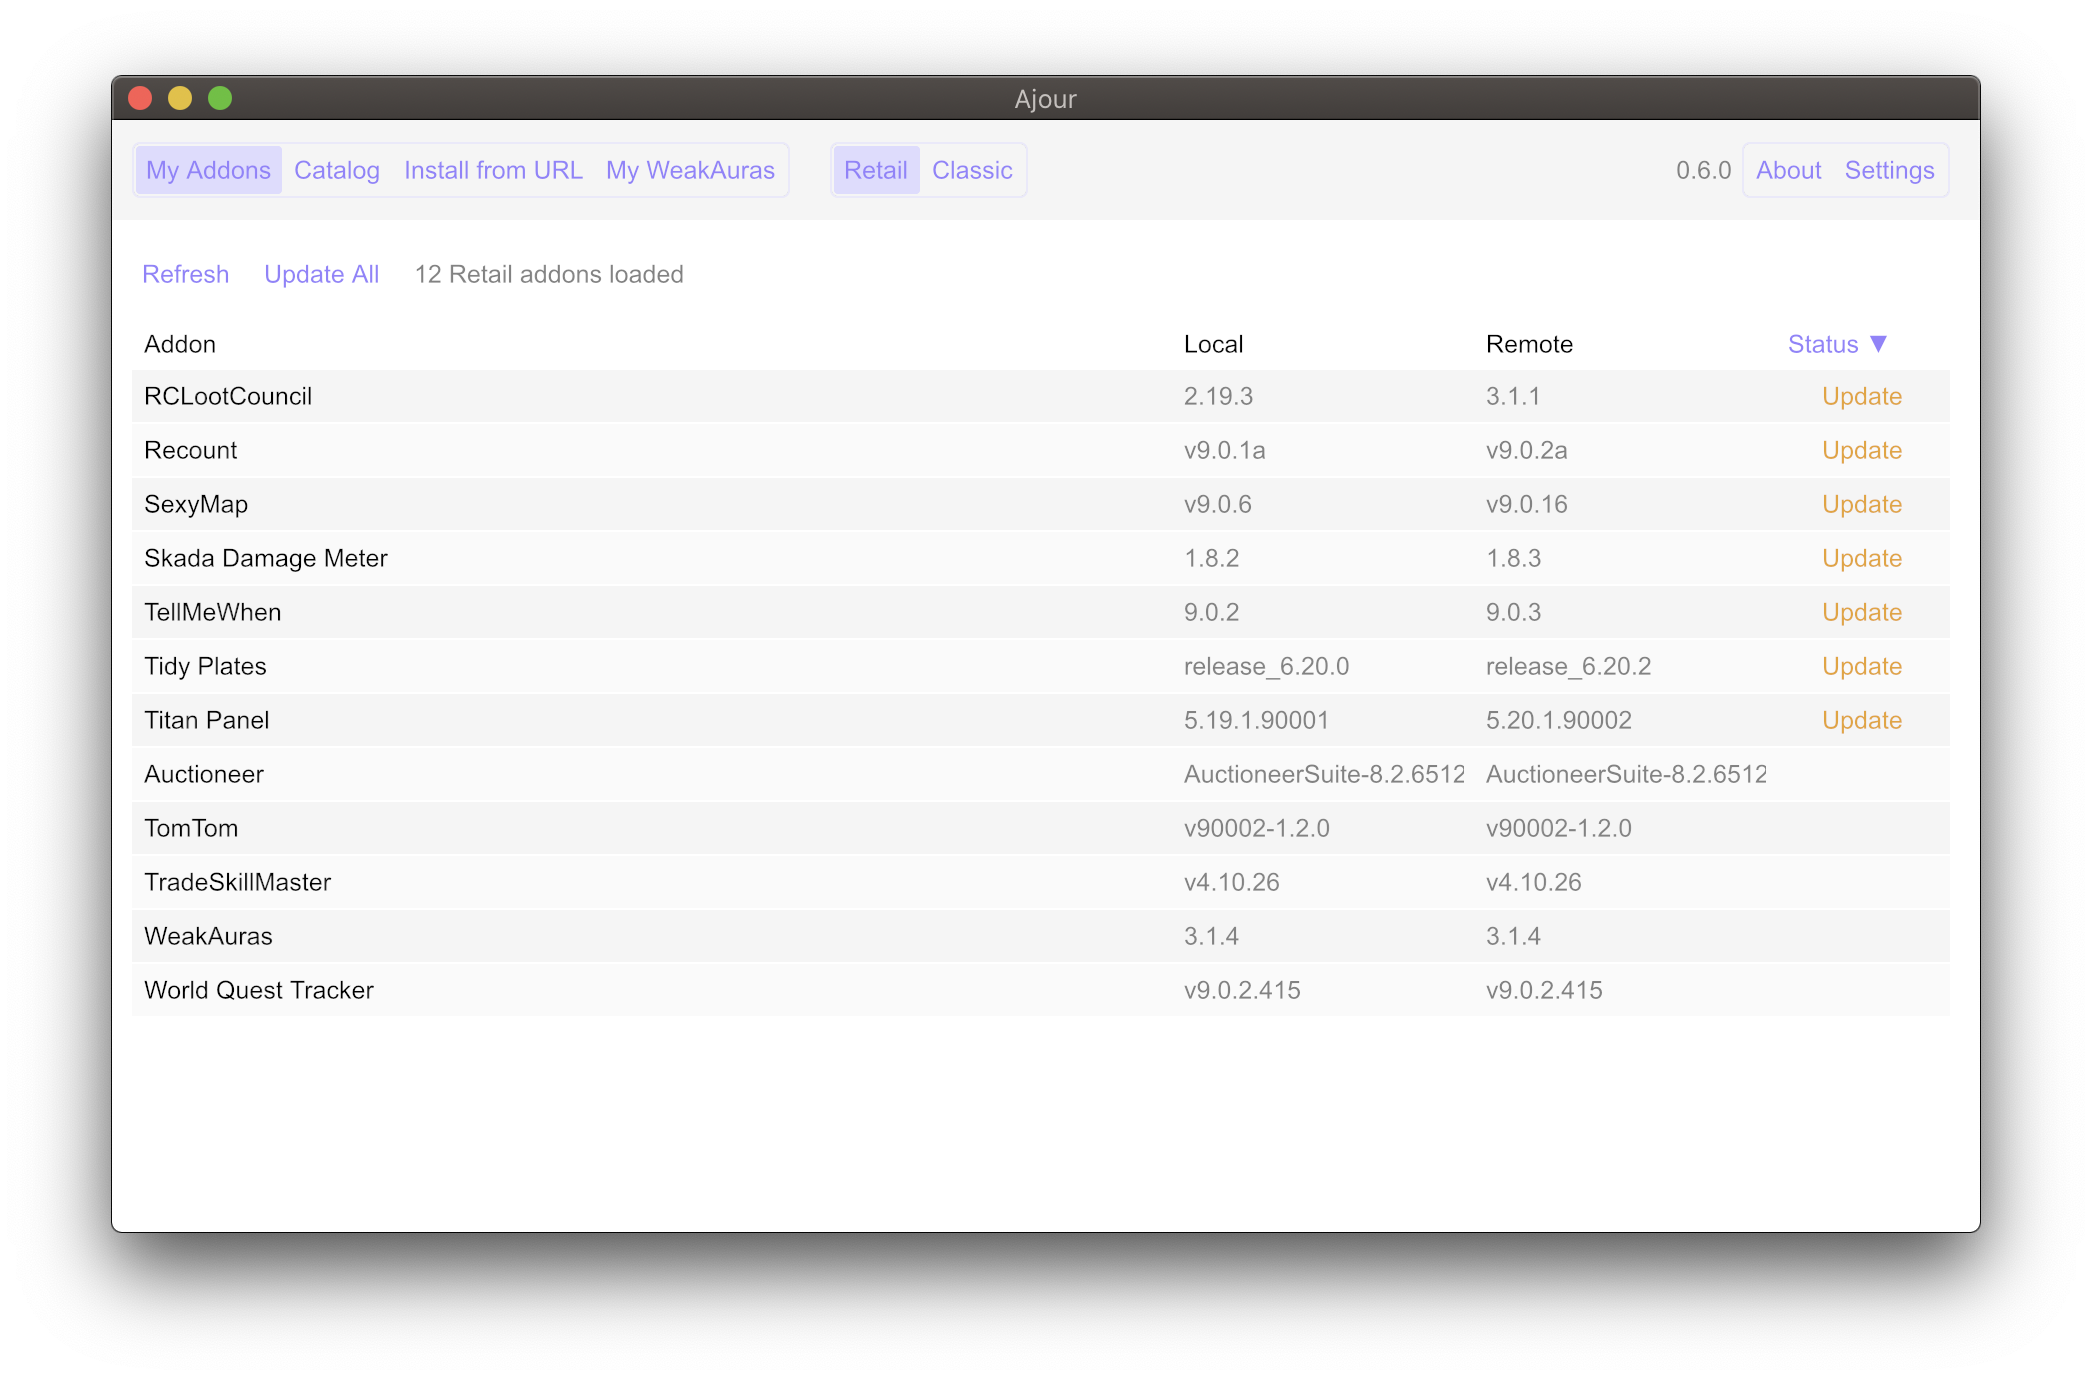 Ajour
My Addons Catalog Install from URL My WeakAuras Retail Classic 0.6.0 About Settings
Refresh Update All 12 Retail addons loaded
Addon Local Remote Status ▼
RCLootCouncil 2.19.3 3.1.1 Update
Recount v9.0.1a v9.0.2a Update
SexyMap v9.0.6 v9.0.16 Update
Skada Damage Meter 1.8.2 1.8.3 Update
TellMeWhen 9.0.2 9.0.3 Update
Tidy Plates release_6.20.0 release_6.20.2 Update
Titan Panel 5.19.1.90001 5.20.1.90002 Update
Auctioneer AuctioneerSuite-8.2.6512 AuctioneerSuite-8.2.6512
TomTom v90002-1.2.0 v90002-1.2.0
TradeSkillMaster v4.10.26 v4.10.26
WeakAuras 3.1.4 3.1.4
World Quest Tracker v9.0.2.415 v9.0.2.415